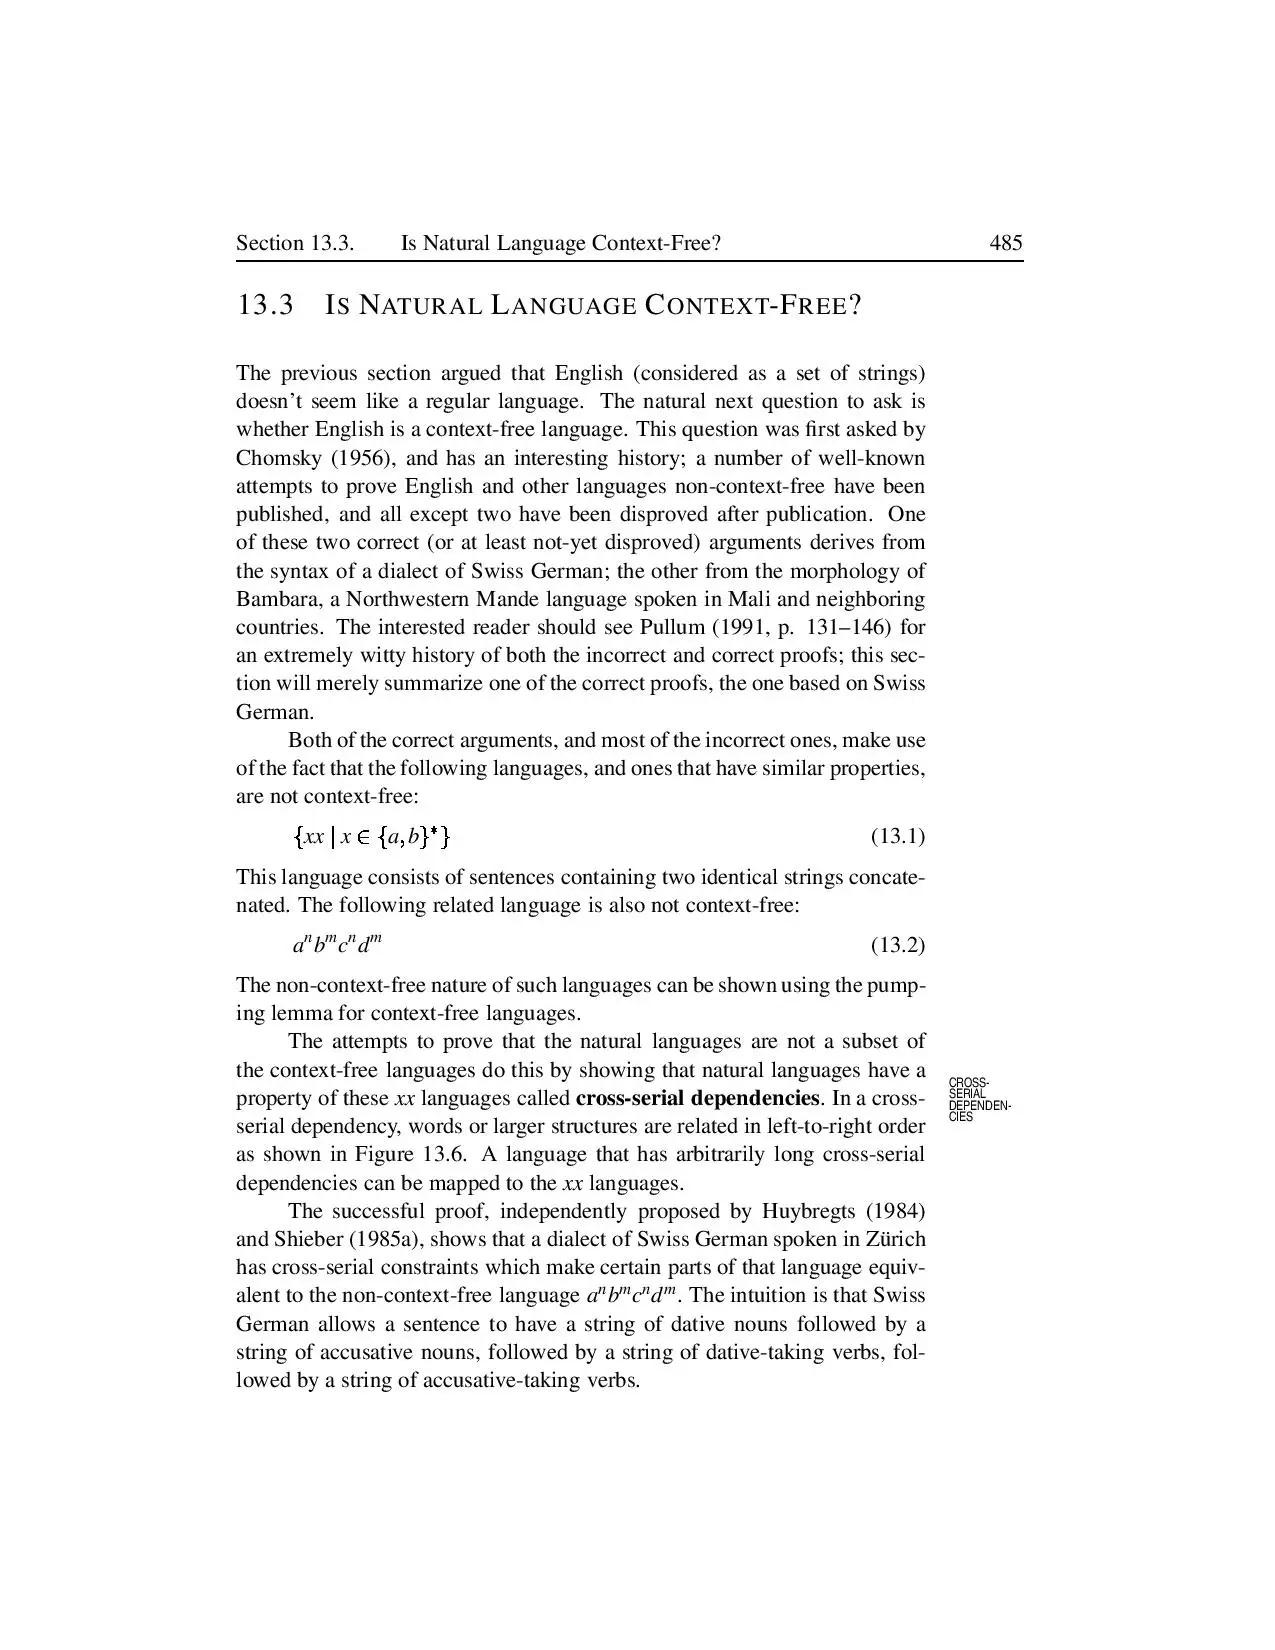 Section 13.3. Is Natural Language Context-Free? 485
13.3 IS NATURAL LANGUAGE CONTEXT-FREE?
The previous section argued that English (considered as a set of strings)
doesn't seem like a regular language. The natural next question to ask is
whether English is a context-free language. This question was first asked by
Chomsky (1956), and has an interesting history; a number of well-known
attempts to prove English and other languages non-context-free have been
published, and all except two have been disproved after publication. One
of these two correct (or at least not-yet disproved) arguments derives from
the syntax of a dialect of Swiss German; the other from the morphology of
Bambara, a Northwestern Mande language spoken in Mali and neighboring
countries. The interested reader should see Pullum (1991, p. 131–146) for
an extremely witty history of both the incorrect and correct proofs; this sec-
tion will merely summarize one of the correct proofs, the one based on Swiss
German.
Both of the correct arguments, and most of the incorrect ones, make use
of the fact that the following languages, and ones that have similar properties,
are not context-free:
{xx | x ∈ {a,b}*} (13.1)
This language consists of sentences containing two identical strings concate-
nated. The following related language is also not context-free:
aⁿbᵐcⁿdᵐ (13.2)
The non-context-free nature of such languages can be shown using the pump-
ing lemma for context-free languages.
The attempts to prove that the natural languages are not a subset of
the context-free languages do this by showing that natural languages have a
property of these xx languages called cross-serial dependencies. In a cross-
serial dependency, words or larger structures are related in left-to-right order
as shown in Figure 13.6. A language that has arbitrarily long cross-serial
dependencies can be mapped to the xx languages.
CROSS-
SERIAL
DEPENDEN-
CIES
The successful proof, independently proposed by Huybregts (1984)
and Shieber (1985a), shows that a dialect of Swiss German spoken in Zürich
has cross-serial constraints which make certain parts of that language equiv-
alent to the non-context-free language aⁿbᵐcⁿdᵐ. The intuition is that Swiss
German allows a sentence to have a string of dative nouns followed by a
string of accusative nouns, followed by a string of dative-taking verbs, fol-
lowed by a string of accusative-taking verbs.